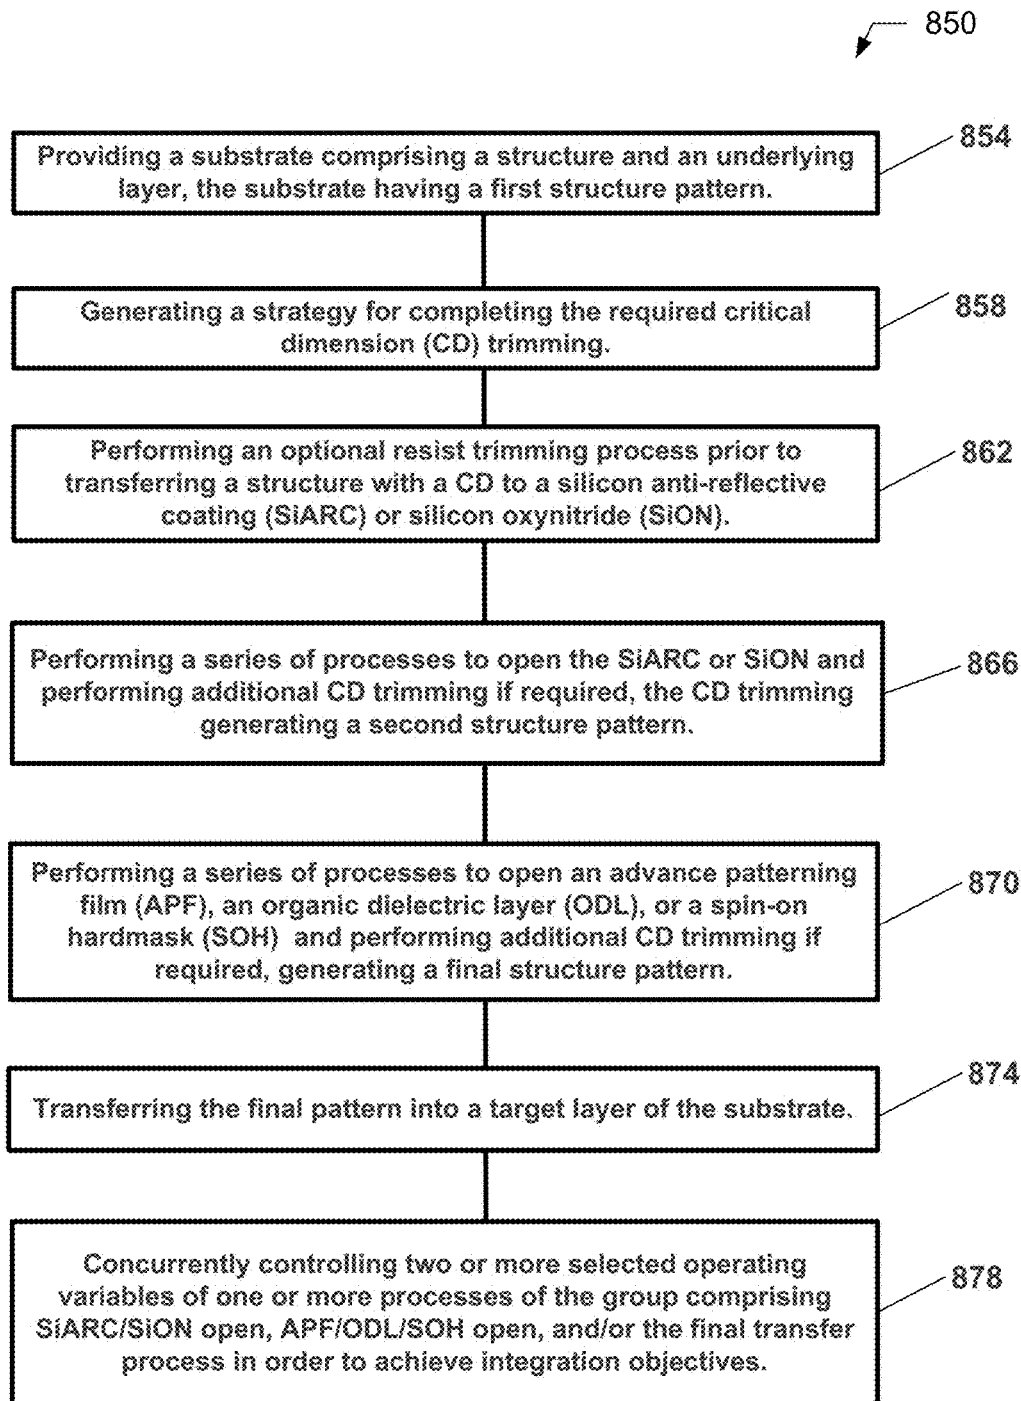 850
854
Providing a substrate comprising a structure and an underlying
layer, the substrate having a first structure pattern.
858
Generating a strategy for completing the required critical
dimension (CD) trimming.
862
Performing an optional resist trimming process prior to
transferring a structure with a CD to a silicon anti-reflective
coating (SiARC) or silicon oxynitride (SiON).
866
Performing a series of processes to open the SiARC or SiON and
performing additional CD trimming if required, the CD trimming
generating a second structure pattern.
870
Performing a series of processes to open an advance patterning
film (APF), an organic dielectric layer (ODL), or a spin-on
hardmask (SOH) and performing additional CD trimming if
required, generating a final structure pattern.
874
Transferring the final pattern into a target layer of the substrate.
878
Concurrently controlling two or more selected operating
variables of one or more processes of the group comprising
SiARC/SiON open, APF/ODL/SOH open, and/or the final transfer
process in order to achieve integration objectives.